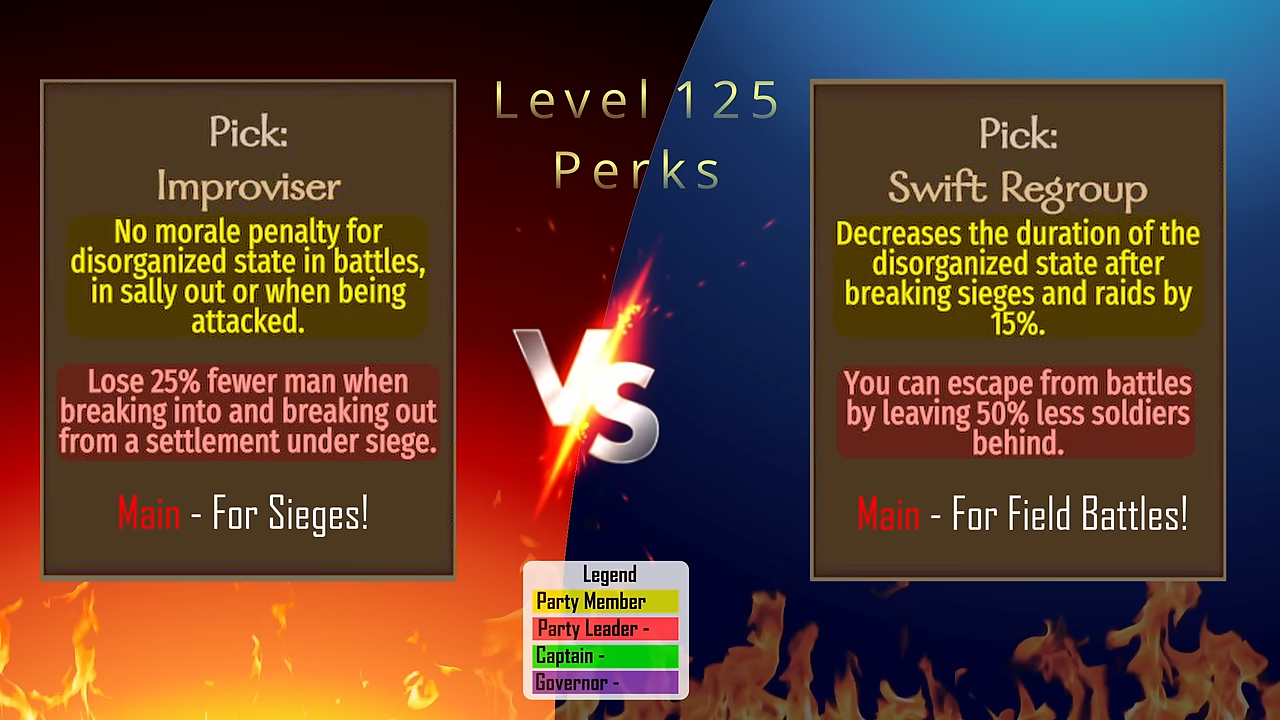 Level 125
Perks
Pick:
Improviser
No morale penalty for
disorganized state in battles,
in sally out or when being
attacked.
Lose 25% fewer man when
breaking into and breaking out
from a settlement under siege.
Main - For Sieges!
VS
Pick:
Swift Regroup
Decreases the duration of the
disorganized state after
breaking sieges and raids by
15%.
You can escape from battles
by leaving 50% less soldiers
behind.
Main - For Field Battles!
Legend
Party Member
Party Leader -
Captain -
Governor -